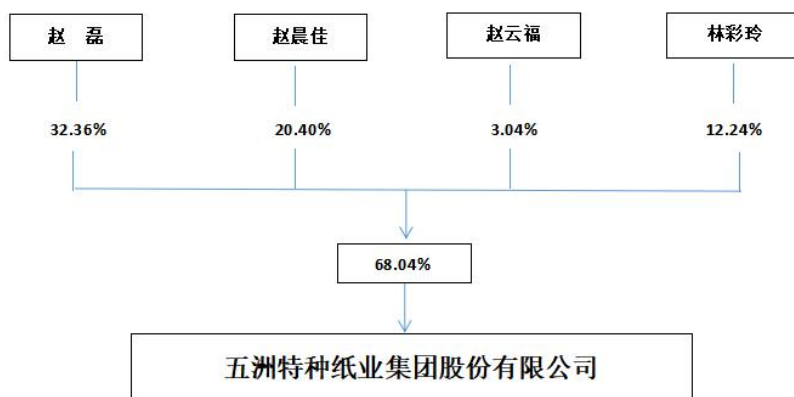 赵 磊
赵晨佳
赵云福
林彩玲
32.36%
20.40%
3.04%
12.24%
68.04%
五洲特种纸业集团股份有限公司